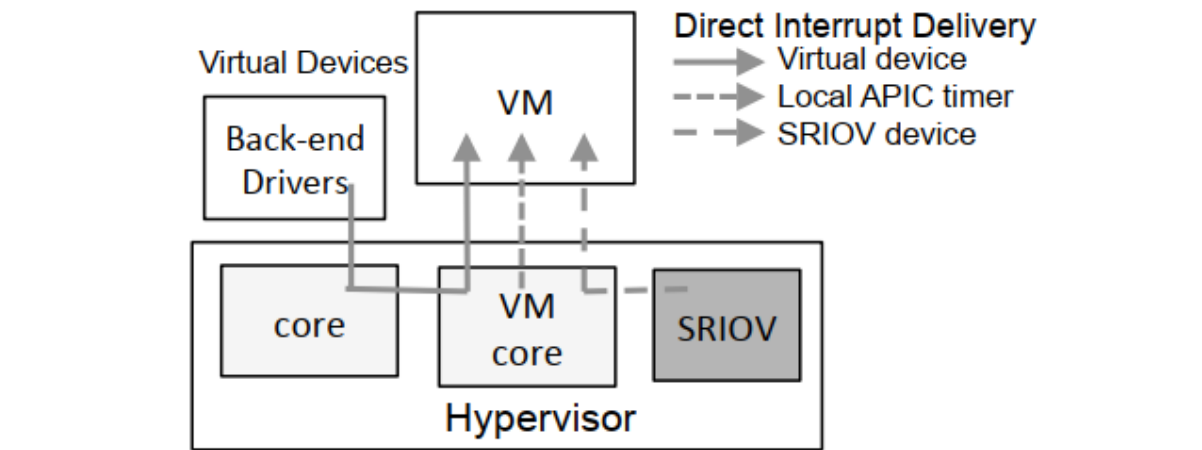 Direct Interrupt Delivery
Virtual device
Local APIC timer
SRIOV device
Virtual Devices
VM
Back-end
Drivers
core
VM
core
SRIOV
Hypervisor